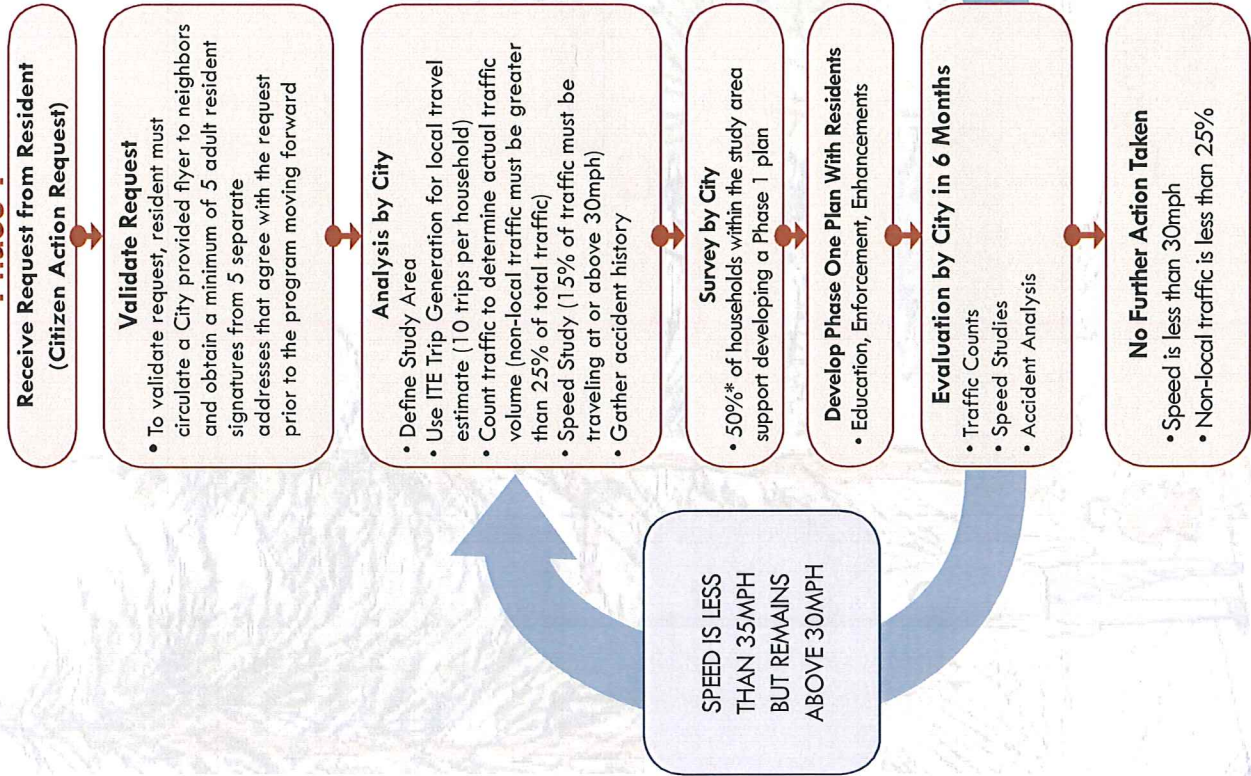 Receive Request from Resident
(Citizen Action Request)
Validate Request
• To validate request, resident must
circulate a City provided flyer to neighbors
and obtain a minimum of 5 adult resident
signatures from 5 separate
addresses that agree with the request
prior to the program moving forward
Analysis by City
• Define Study Area
• Use ITE Trip Generation for local travel
estimate (10 trips per household)
• Count traffic to determine actual traffic
volume (non-local traffic must be greater
than 25% of total traffic)
• Speed Study (15% of traffic must be
traveling at or above 30mph)
• Gather accident history
Survey by City
• 50%* of households within the study area
support developing a Phase 1 plan
Develop Phase One Plan With Residents
• Education, Enforcement, Enhancements
Evaluation by City in 6 Months
• Traffic Counts
• Speed Studies
• Accident Analysis
No Further Action Taken
• Speed is less than 30mph
• Non-local traffic is less than 25%
SPEED IS LESS
THAN 35MPH
BUT REMAINS
ABOVE 30MPH